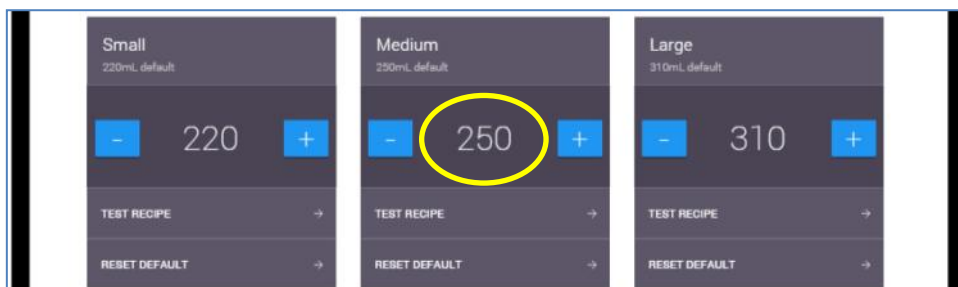 Small
220mL default
- 220 +
TEST RECIPE →
RESET DEFAULT →
Medium
250mL default
- 250 +
TEST RECIPE →
RESET DEFAULT →
Large
310mL default
- 310 +
TEST RECIPE →
RESET DEFAULT →